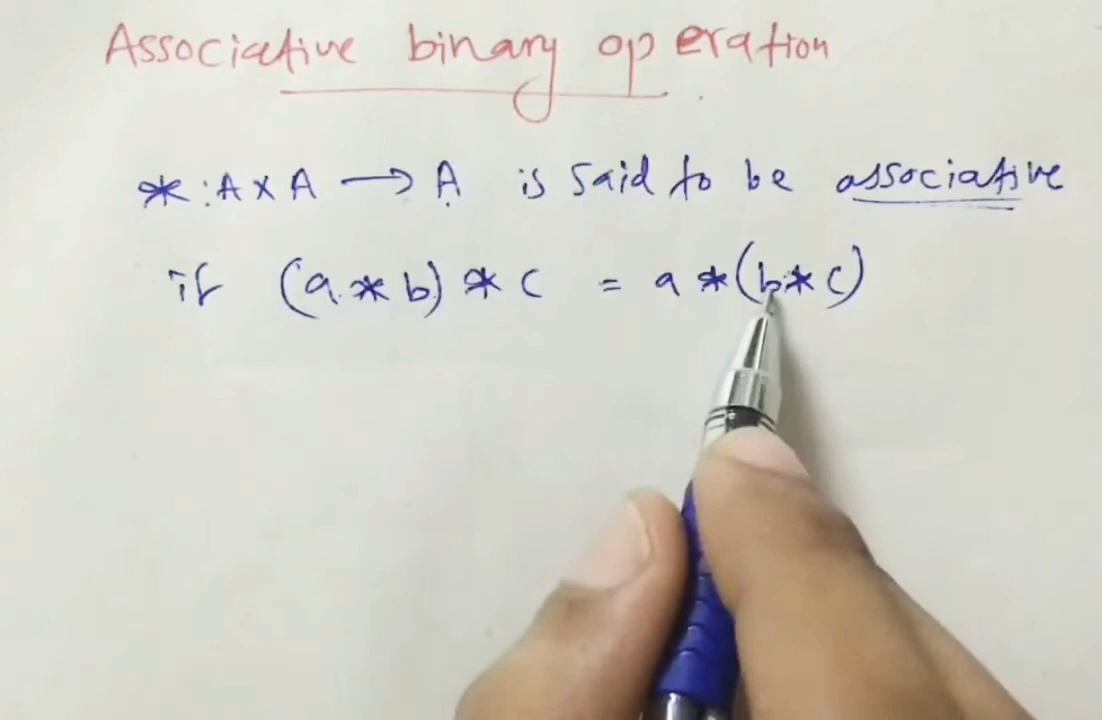 Associative binary operation
* : A × A → A is said to be associative
if (a * b) * c = a * (b * c)